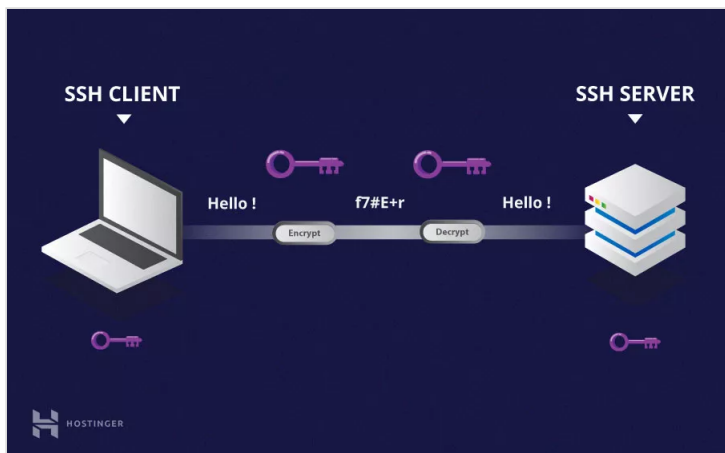 SSH CLIENT
SSH SERVER
Hello !
f7#E+r
Hello !
Encrypt
Decrypt
HOSTINGER